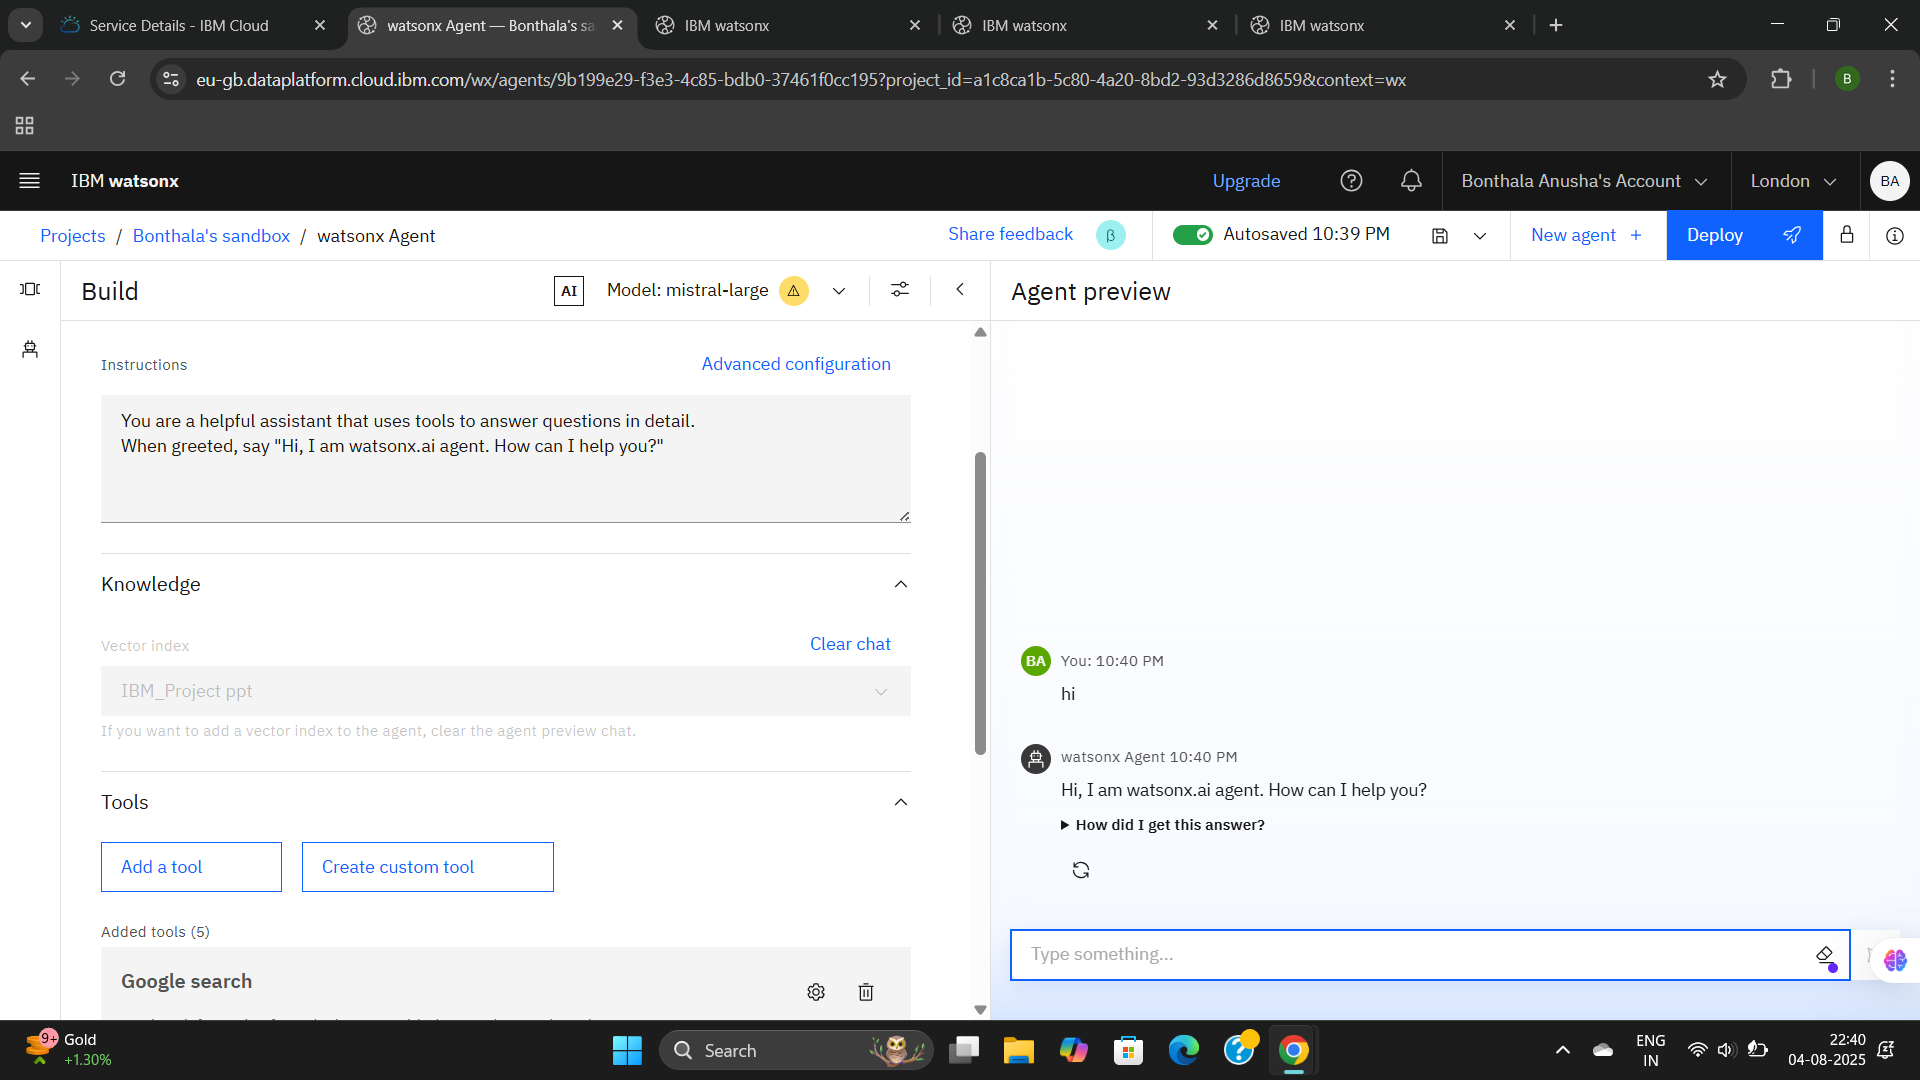 Service Details - IBM Cloud
watsonx Agent — Bonthala's sa
IBM watsonx
IBM watsonx
IBM watsonx
eu-gb.dataplatform.cloud.ibm.com/wx/agents/9b199e29-f3e3-4c85-bdb0-37461f0cc195?project_id=a1c8ca1b-5c80-4a20-8bd2-93d3286d8659&context=wx
B
IBM watsonx
Upgrade
Bonthala Anusha's Account
London
BA
Projects / Bonthala's sandbox / watsonx Agent
Share feedback
β
Autosaved 10:39 PM
New agent +
Deploy
Build
AI
Model: mistral-large
Agent preview
Instructions
Advanced configuration
You are a helpful assistant that uses tools to answer questions in detail.
When greeted, say "Hi, I am watsonx.ai agent. How can I help you?"
Knowledge
Vector index
Clear chat
IBM_Project ppt
If you want to add a vector index to the agent, clear the agent preview chat.
Tools
Add a tool
Create custom tool
Added tools (5)
Google search
BA
You: 10:40 PM
hi
watsonx Agent 10:40 PM
Hi, I am watsonx.ai agent. How can I help you?
How did I get this answer?
Type something...
9+
Gold
+1.30%
Search
ENG
IN
22:40
04-08-2025